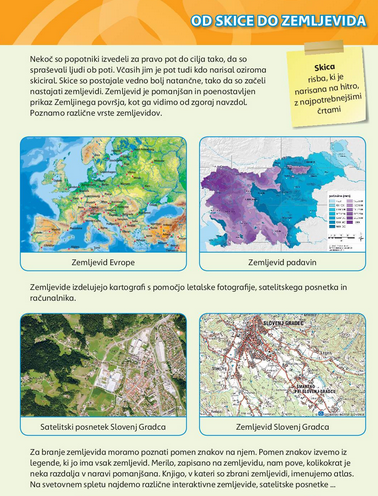 OD SKICE DO ZEMLJEVIDA
Nekoč so popotniki izvedeli za pravo pot do cilja tako, da so
spraševali ljudi ob poti. Včasih jim je pot tudi kdo narisal oziroma
skiciral. Skice so postajale vedno bolj natančne, tako da so začeli
nastajati zemljevidi. Zemljevid je pomanjšan in poenostavljen
prikaz Zemljinega površja, kot ga vidimo od zgoraj navzdol.
Poznamo različne vrste zemljevidov.
Skica
risba, ki je
narisana na hitro,
z najpotrebnejšimi
črtami
Zemljevid Evrope
Zemljevid padavin
Zemljevide izdelujejo kartografi s pomočjo letalske fotografije, satelitskega posnetka in
računalnika.
SLOVENJ GRADEC
ŠMARTNO
PRI SLOVENJ GRADCU
Satelitski posnetek Slovenj Gradca
Zemljevid Slovenj Gradca
Za branje zemljevida moramo poznati pomen znakov na njem. Pomen znakov izvemo iz
legende, ki jo ima vsak zemljevid. Merilo, zapisano na zemljevidu, nam pove, kolikokrat je
neka razdalja v naravi pomanjšana. Knjigo, v kateri so zbrani zemljevidi, imenujemo atlas.
Na svetovnem spletu najdemo različne interaktivne zemljevide, satelitske posnetke ...